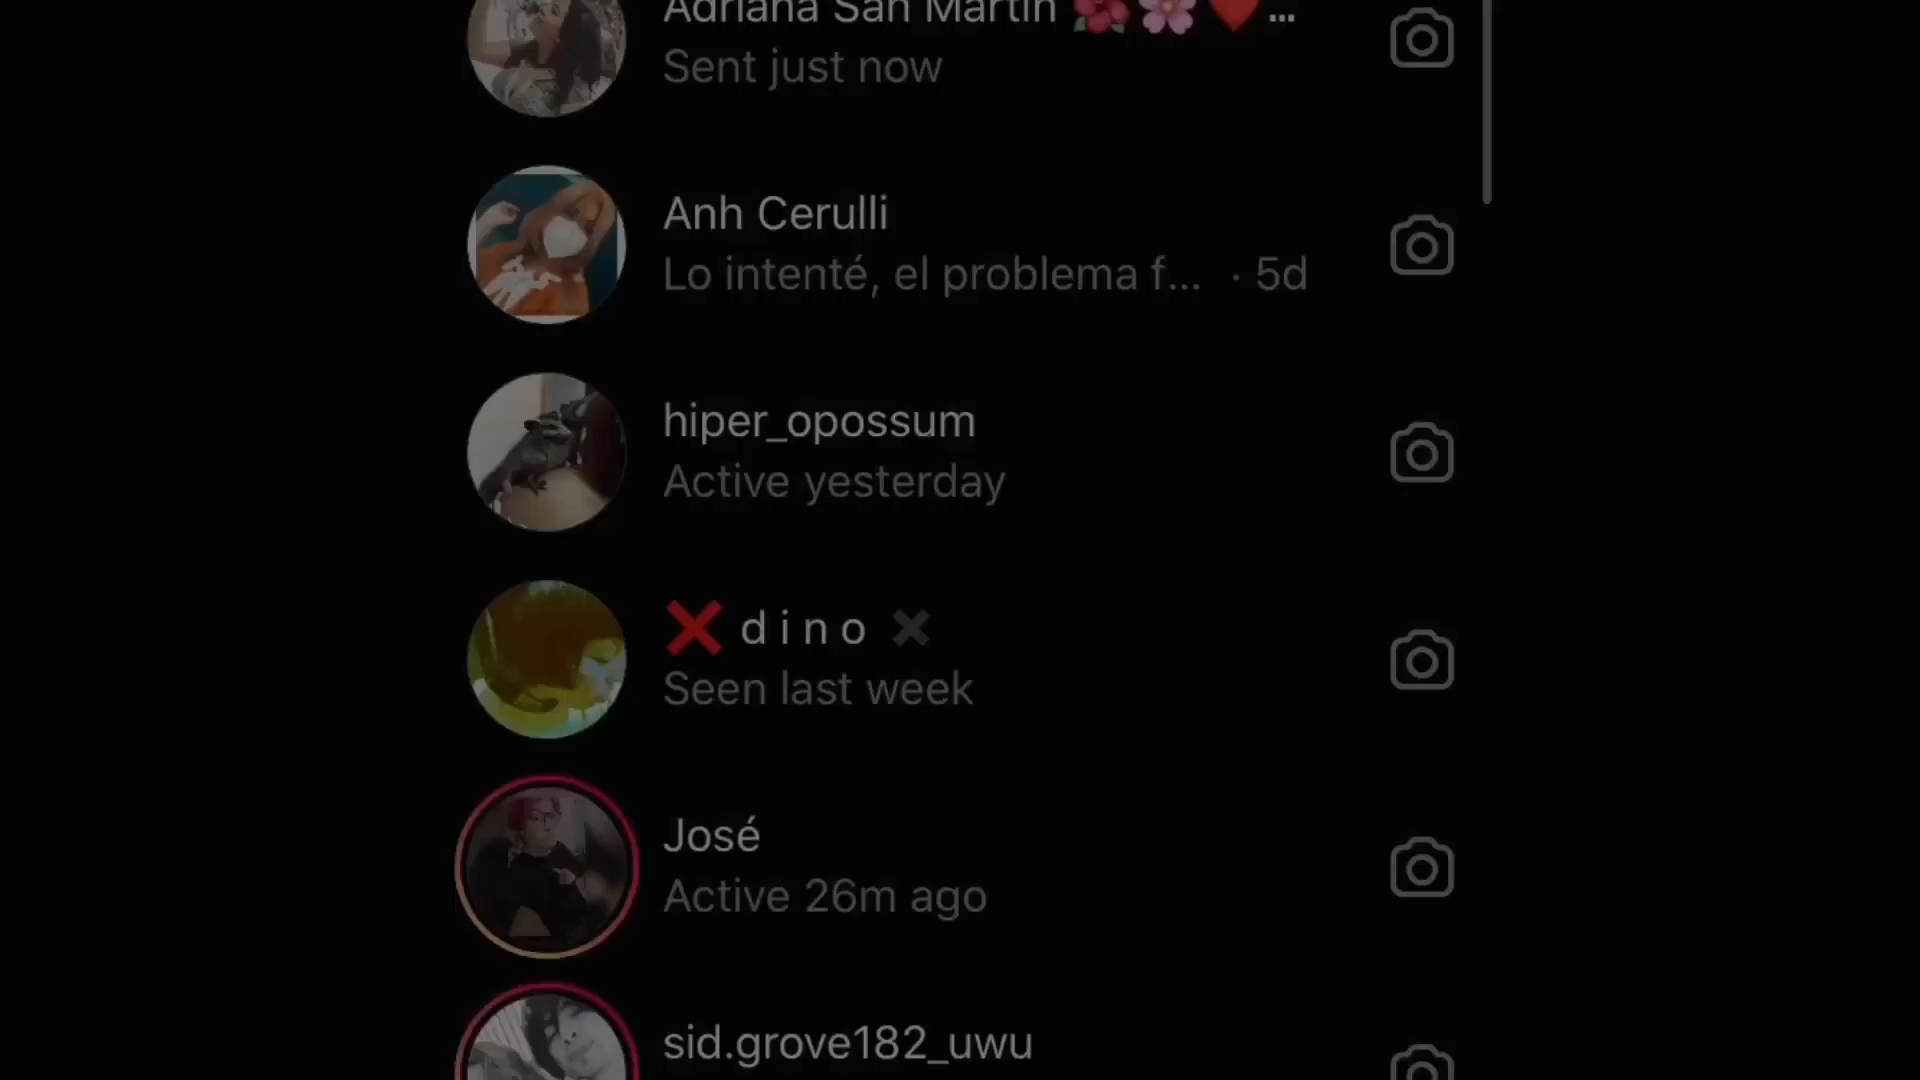 Adriana San Martin 🌺🌸❤️...
Sent just now
Anh Cerulli
Lo intenté, el problema f... · 5d
hiper_opossum
Active yesterday
❌ d i n o ✖
Seen last week
José
Active 26m ago
sid.grove182_uwu